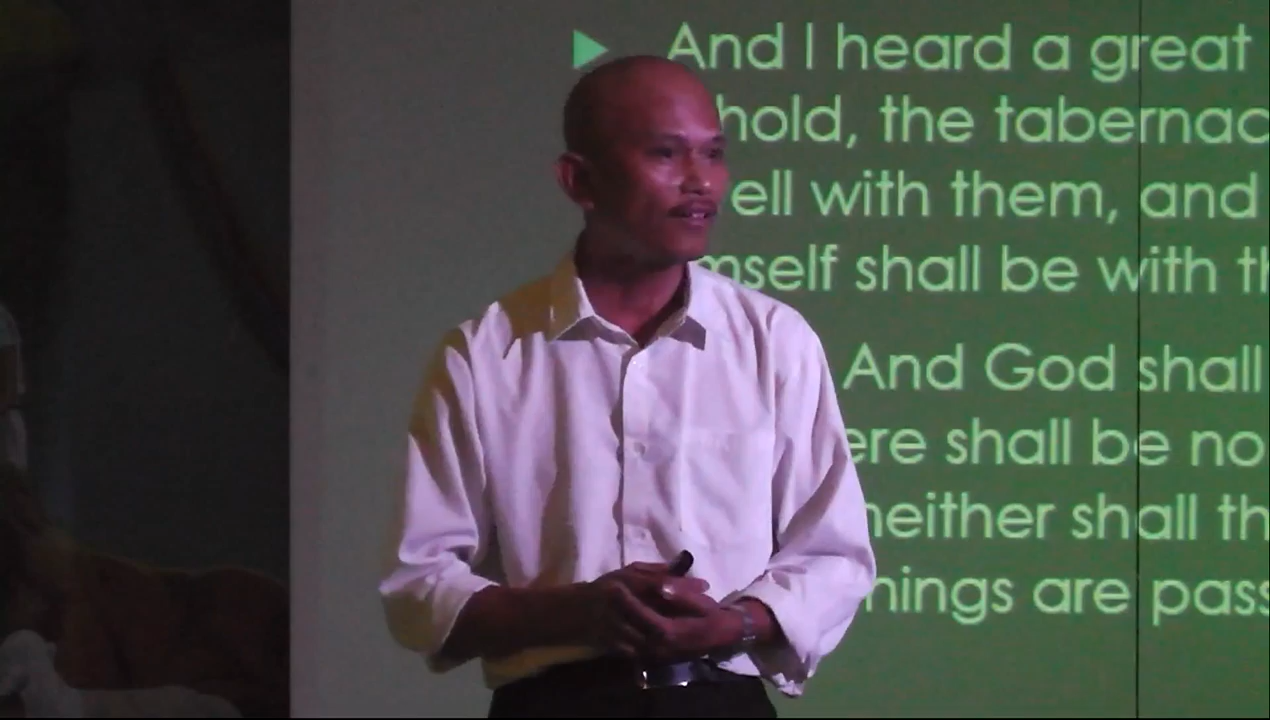 And I heard a great
hold, the tabernac
ell with them, and
mself shall be with th
And God shall
ere shall be no
neither shall th
hings are pass